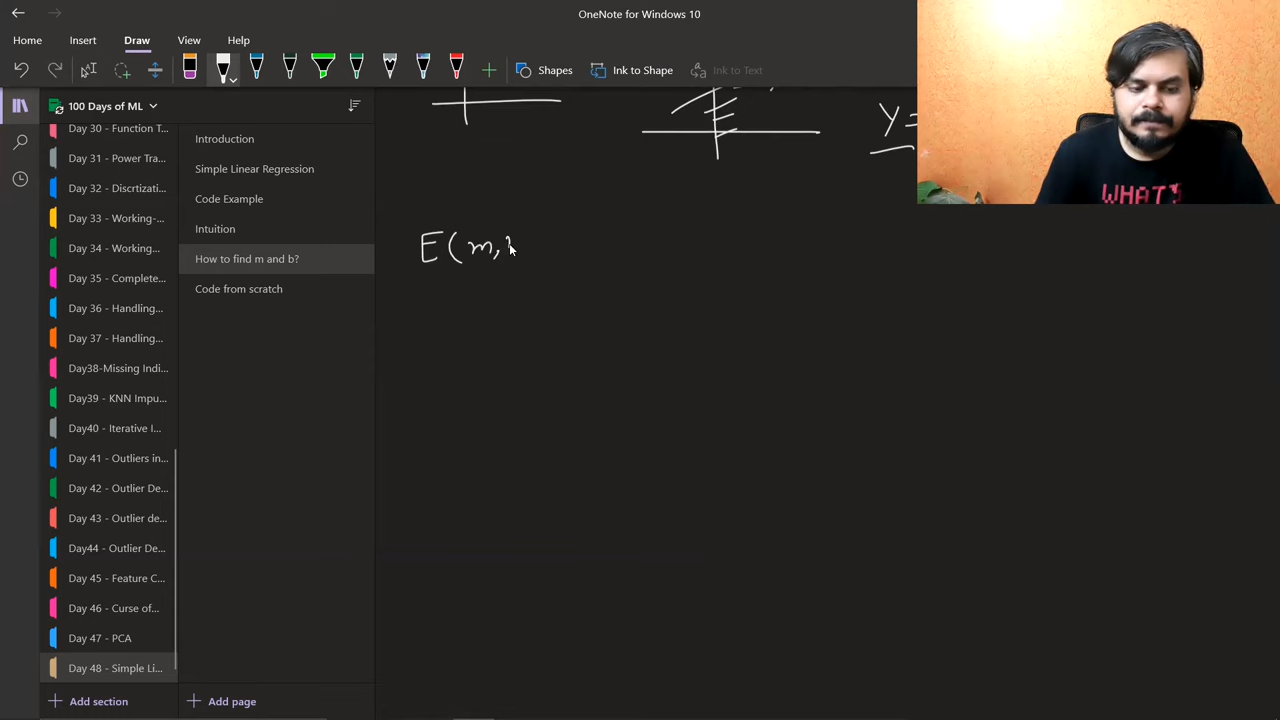 OneNote for Windows 10
Home Insert Draw View Help
Shapes Ink to Shape Ink to Text
100 Days of ML
Day 30 - Function T...
Day 31 - Power Tra...
Day 32 - Discrtizati...
Day 33 - Working-...
Day 34 - Working...
Day 35 - Complete...
Day 36 - Handling...
Day 37 - Handling...
Day38-Missing Indi...
Day39 - KNN Impu...
Day40 - Iterative I...
Day 41 - Outliers in...
Day 42 - Outlier De...
Day 43 - Outlier de...
Day44 - Outlier De...
Day 45 - Feature C...
Day 46 - Curse of...
Day 47 - PCA
Day 48 - Simple Li...
Add section
Introduction
Simple Linear Regression
Code Example
Intuition
How to find m and b?
Code from scratch
Add page
Y=
E(m,
WHAT?